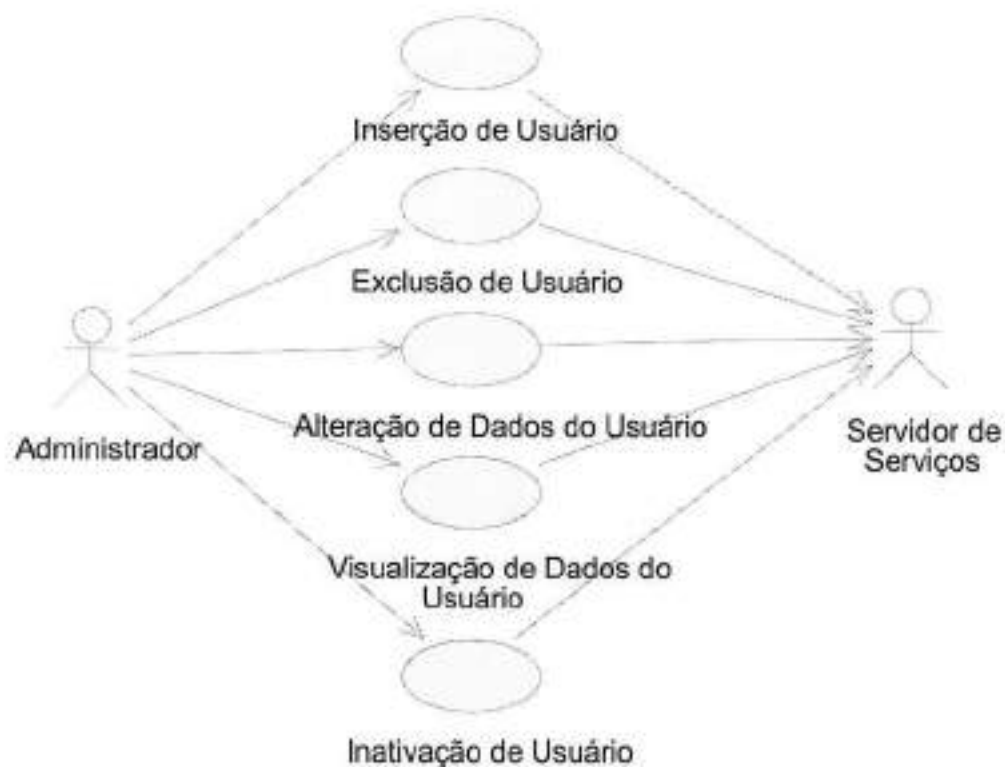 Inserção de Usuário
Exclusão de Usuário
Administrador
Alteração de Dados do Usuário
Servidor de
Serviços
Visualização de Dados do
Usuário
Inativação de Usuário